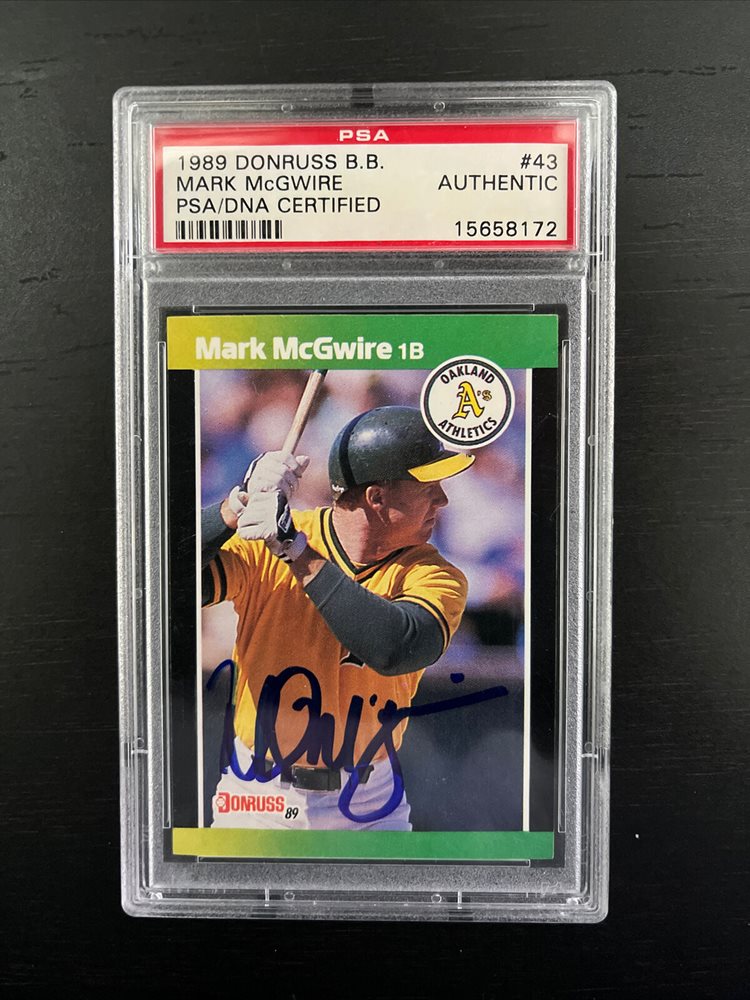 PSA
1989 DONRUSS B.B. #43
MARK McGWIRE AUTHENTIC
PSA/DNA CERTIFIED
15658172
Mark McGwire 1B
OAKLAND
A's
ATHLETICS
DONRUSS 89